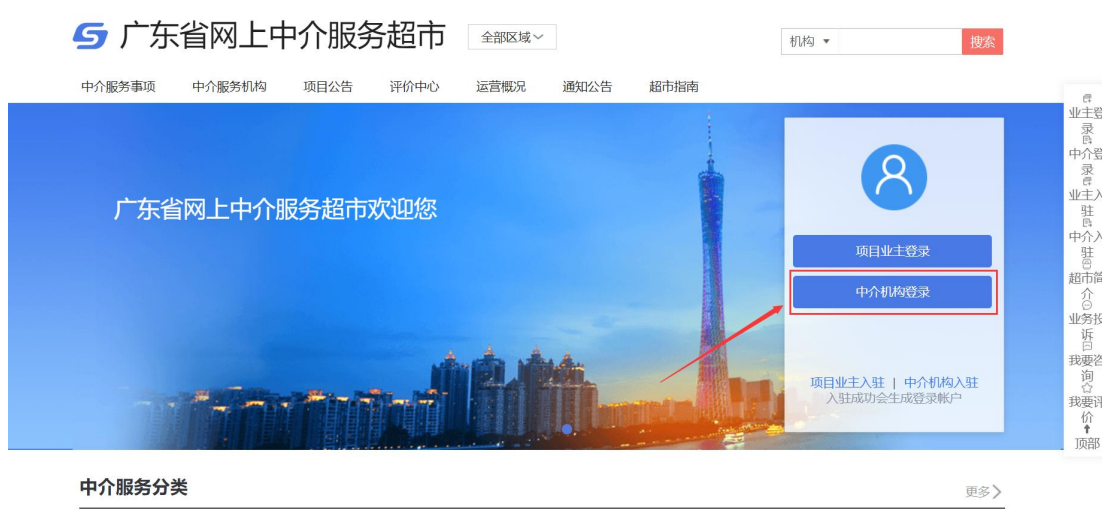 广东省网上中介服务超市
全部区域
机构
搜索
中介服务事项 中介服务机构 项目公告 评价中心 运营概况 通知公告 超市指南
广东省网上中介服务超市欢迎您
项目业主登录
中介机构登录
项目业主入驻 | 中介机构入驻
入驻成功会生成登录帐户
业主登
录
中介登
录
业主入
驻
中介入
驻
超市简
介
业务投
诉
我要咨
询
我要评
价
顶部
中介服务分类
更多